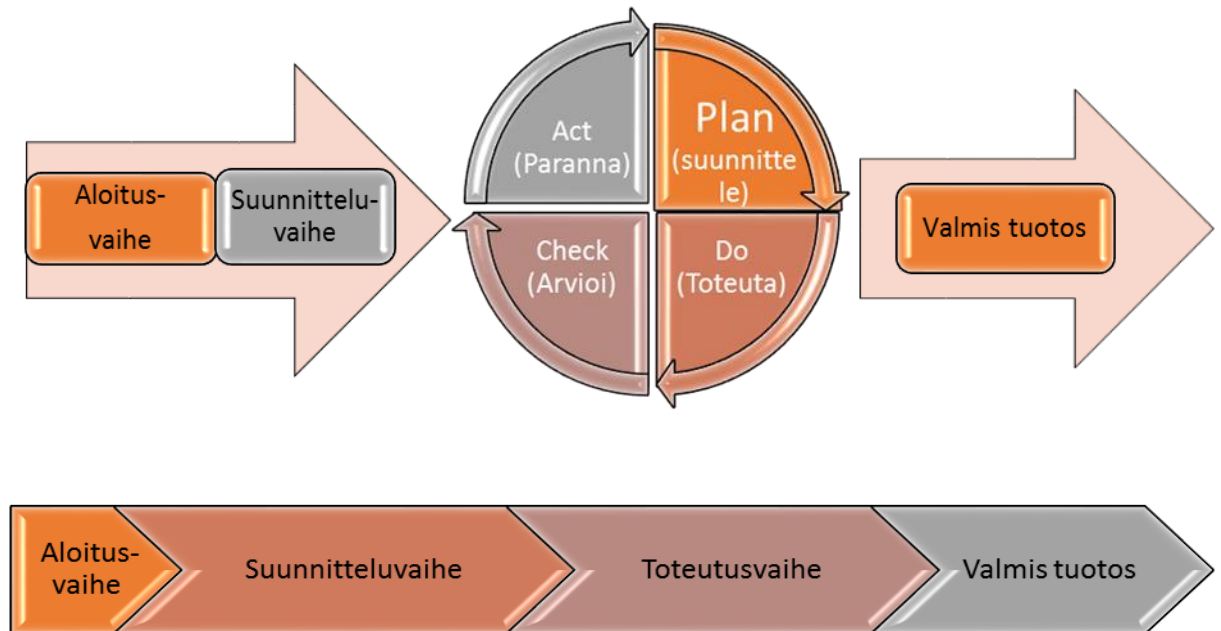 Aloitus-
vaihe
Suunnittelu-
vaihe
Act
(Paranna)
Plan
(suunnitte
le)
Check
(Arvioi)
Do
(Toteuta)
Valmis tuotos
Aloitus-
vaihe
Suunnitteluvaihe
Toteutusvaihe
Valmis tuotos